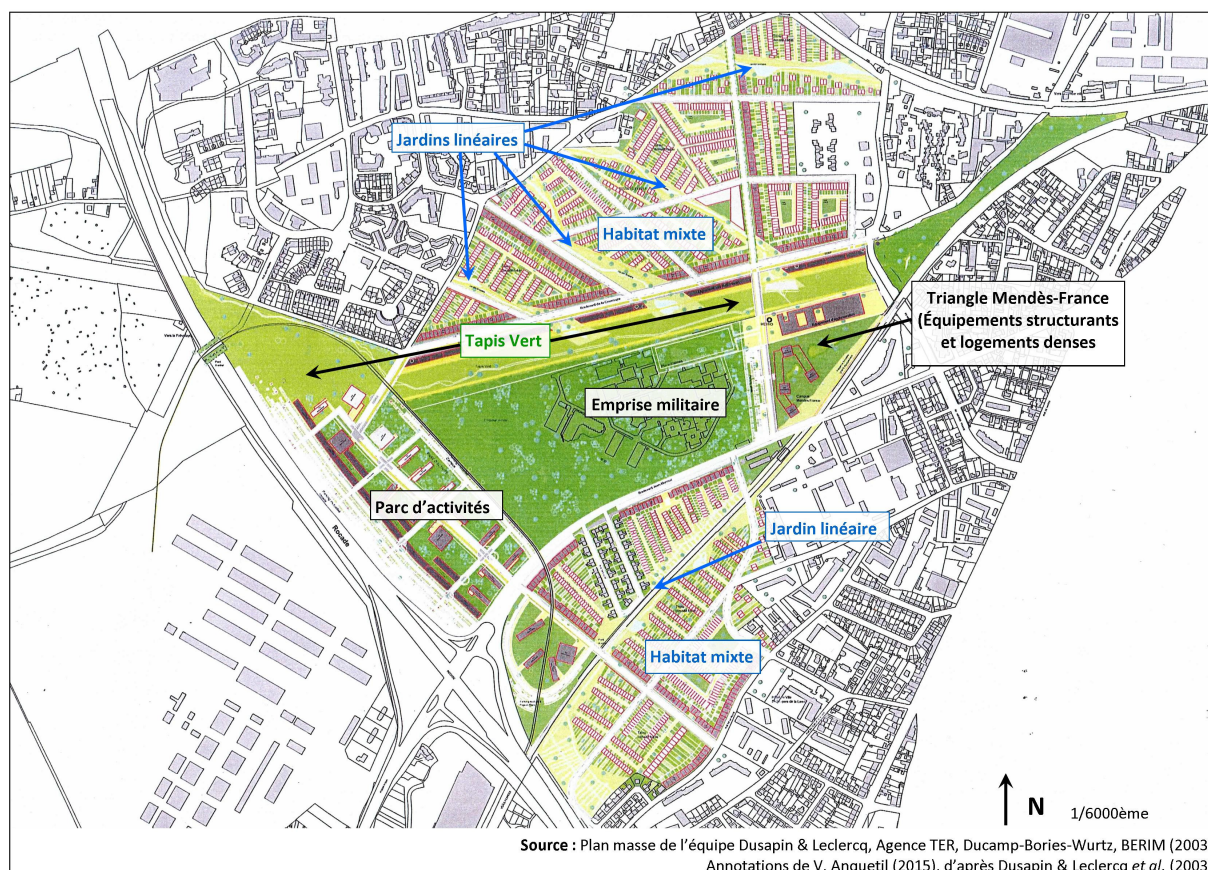 Jardins linéaires
Habitat mixte
Triangle Mendès-France
(Équipements structurants
et logements denses
Tapis Vert
Emprise militaire
Parc d’activités
Rocade
Jardin linéaire
Habitat mixte
N
1/6000ème
Source : Plan masse de l’équipe Dusapin & Leclercq, Agence TER, Ducamp-Bories-Wurtz, BERIM (2003
Annotations de V. Anquetil (2015), d’après Dusapin & Leclercq et al. (2003